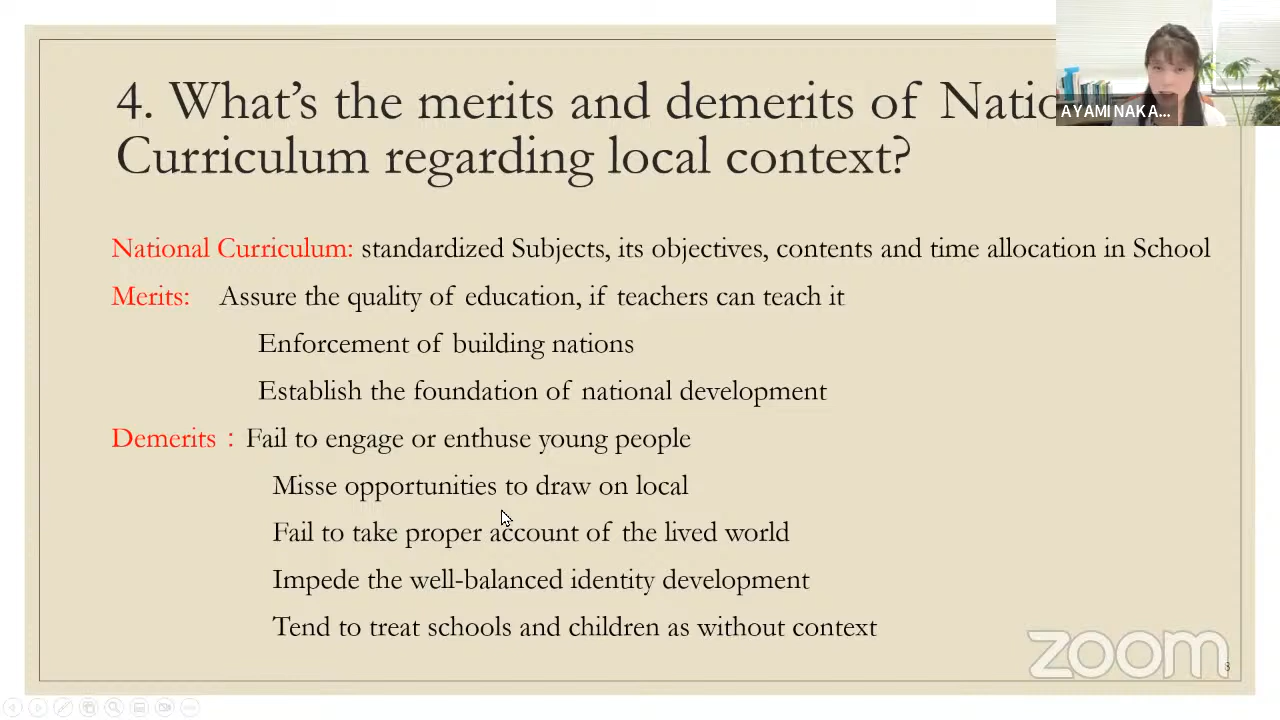 4. What's the merits and demerits of Natio
Curriculum regarding local context?
AYAMI NAKA...
National Curriculum: standardized Subjects, its objectives, contents and time allocation in School
Merits: Assure the quality of education, if teachers can teach it
Enforcement of building nations
Establish the foundation of national development
Demerits：Fail to engage or enthuse young people
Misse opportunities to draw on local
Fail to take proper account of the lived world
Impede the well-balanced identity development
Tend to treat schools and children as without context
zoom
8